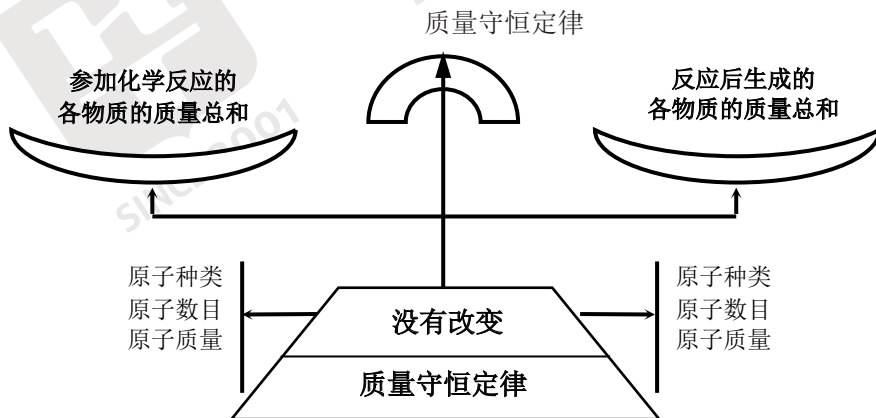 质量守恒定律
参加化学反应的
各物质的质量总和
反应后生成的
各物质的质量总和
SINCE 2001
原子种类
原子数目
原子质量
原子种类
原子数目
原子质量
没有改变
质量守恒定律